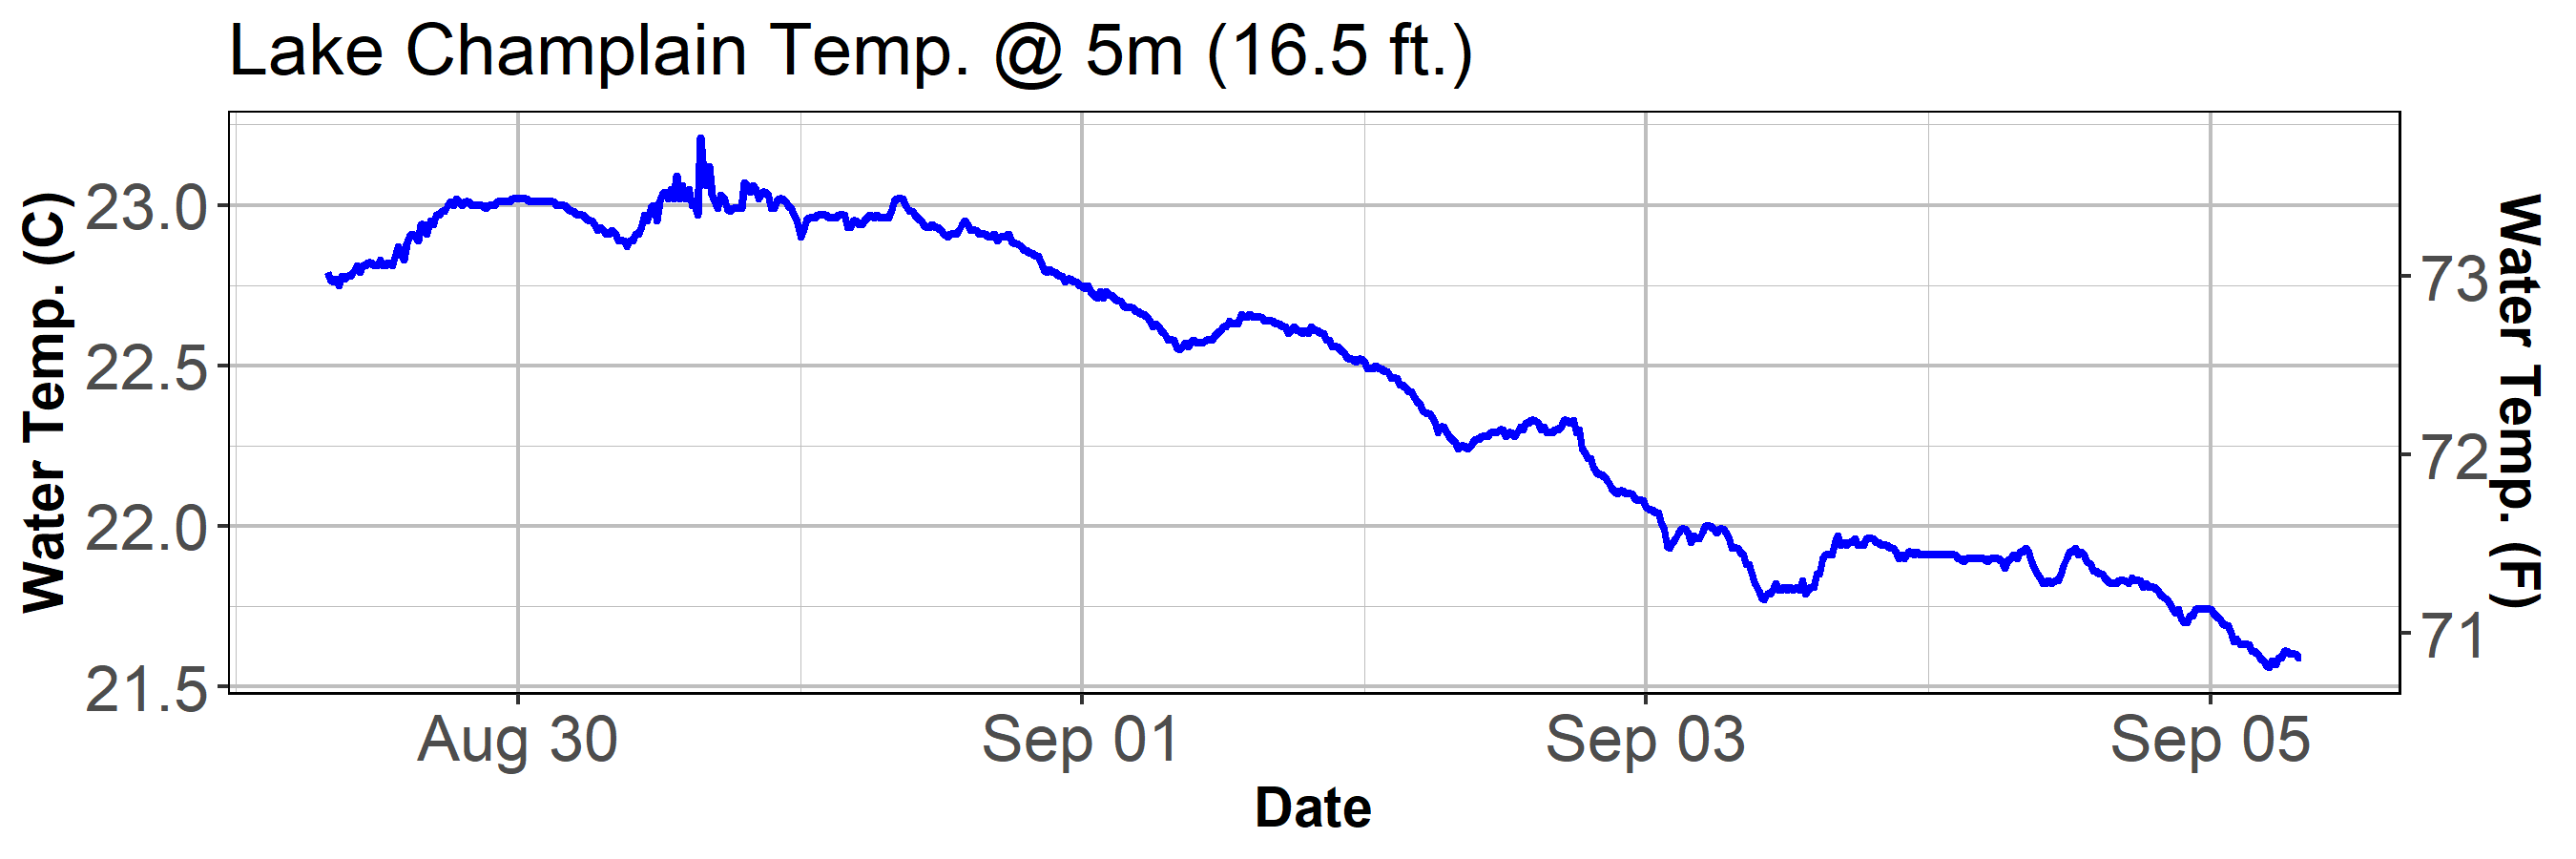 Lake Champlain Temp. @ 5m (16.5 ft.)
Water Temp. (C)
23.0
22.5
22.0
21.5
Water Temp. (F)
73
72
71
Aug 30 Sep 01 Sep 03 Sep 05
Date